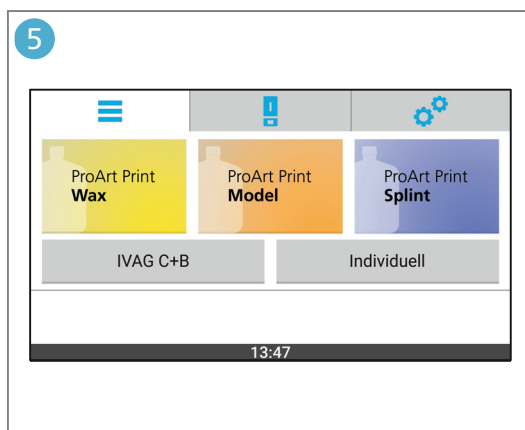 5
ProArt Print
Wax
ProArt Print
Model
ProArt Print
Splint
IVAG C+B
Individuell
13:47